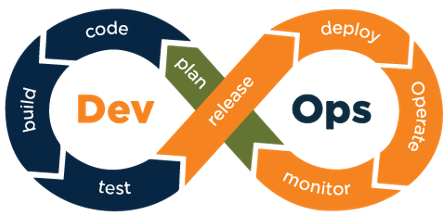 plan
code
build
test
release
deploy
Operate
monitor
Dev
Ops